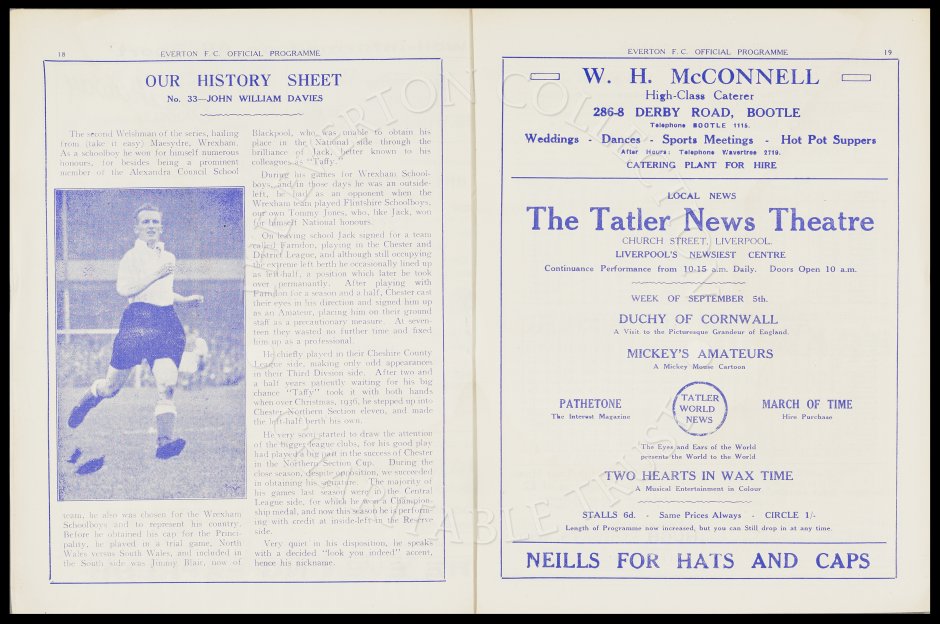 18
EVERTON F. C. OFFICIAL PROGRAMME
OUR HISTORY SHEET
No. 33—JOHN WILLIAM DAVIES
The second Welshman of the series, hailing
from (take it easy) Maesydre, Wrexham.
As a schoolboy he won for himself numerous
honours, for besides being a prominent
member of the Alexandra Council School
team, he also was chosen for the Wrexham
Schoolboys and to represent his country.
Before he obtained his cap for the Princi-
pality, he played in a trial game, North
Wales versus South Wales, and included in
the South side was Jimmy Blair, now of
Blackpool, who was unable to obtain his
place in the National side through the
brilliance of Jack, better known to his
colleagues as "Taffy."
During his games for Wrexham School-
boys, and in those days he was an outside-
left, he had as an opponent when the
Wrexham team played Flintshire Schoolboys,
our own Tommy Jones, who, like Jack, won
for himself National honours.
On leaving school Jack signed for a team
called Farndon, playing in the Chester and
District League, and although still occupying
the extreme left berth he occasionally lined up
as left-half, a position which later he took
over permanantly. After playing with
Farndon for a season and a half, Chester cast
their eyes in his direction and signed him up
as an Amateur, placing him on their ground
staff as a precautionary measure. At seven-
teen they wasted no further time and fixed
him up as a professional.
He chiefly played in their Cheshire County
League side, making only odd appearances
in their Third Division side. After two and
a half years patiently waiting for his big
chance "Taffy" took it with both hands
when over Christmas, 1936, he stepped up into
Chester Northern Section eleven, and made
the left-half berth his own.
He very soon started to draw the attention
of the bigger league clubs, for his good play
had played a big part in the success of Chester
in the Northern Section Cup. During the
close season, despite opposition, we succeeded
in obtaining his signature. The majority of
his games last season were in the Central
League side, for which he won a Champion-
ship medal, and now this season he is perform-
ing with credit at inside-left in the Reserve
side.
Very quiet in his disposition, he speaks
with a decided "look you indeed" accent,
hence his nickname.
EVERTON F. C. OFFICIAL PROGRAMME
19
W. H. McCONNELL
High-Class Caterer
286-8 DERBY ROAD, BOOTLE
Telephone BOOTLE 1115.
Weddings - Dances - Sports Meetings - Hot Pot Suppers
After Hours: Telephone Wavertree 2719.
CATERING PLANT FOR HIRE
LOCAL NEWS
The Tatler News Theatre
CHURCH STREET, LIVERPOOL.
LIVERPOOL'S NEWSIEST CENTRE
Continuance Performance from 10-15 a.m. Daily. Doors Open 10 a.m.
WEEK OF SEPTEMBER 5th.
DUCHY OF CORNWALL
A Visit to the Picturesque Grandeur of England.
MICKEY'S AMATEURS
A Mickey Mouse Cartoon
PATHETONE
The Interest Magazine
TATLER
WORLD
NEWS
MARCH OF TIME
Hire Purchase
The Eyes and Ears of the World
presents the World to the World
TWO HEARTS IN WAX TIME
A Musical Entertainment in Colour
STALLS 6d. - Same Prices Always - CIRCLE 1/-
Length of Programme now increased, but you can Still drop in at any time.
NEILLS FOR HATS AND CAPS